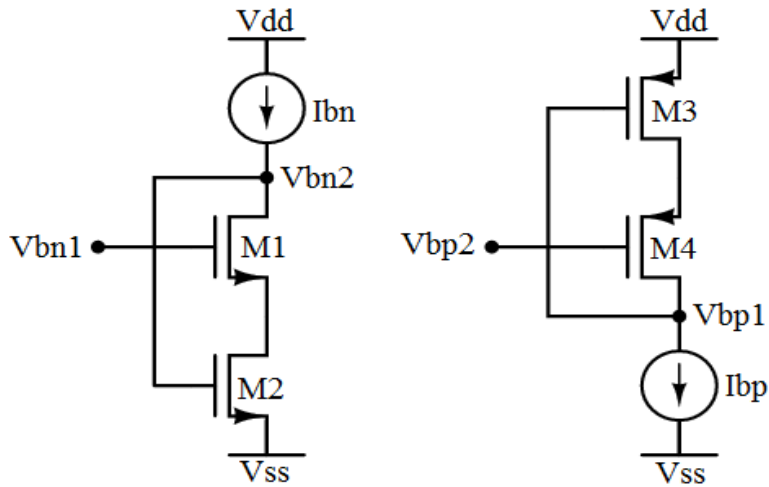 Vdd
Ibn
Vbn2
Vbn1
M1
M2
Vss
Vdd
M3
Vbp2
M4
Vbp1
Ibp
Vss